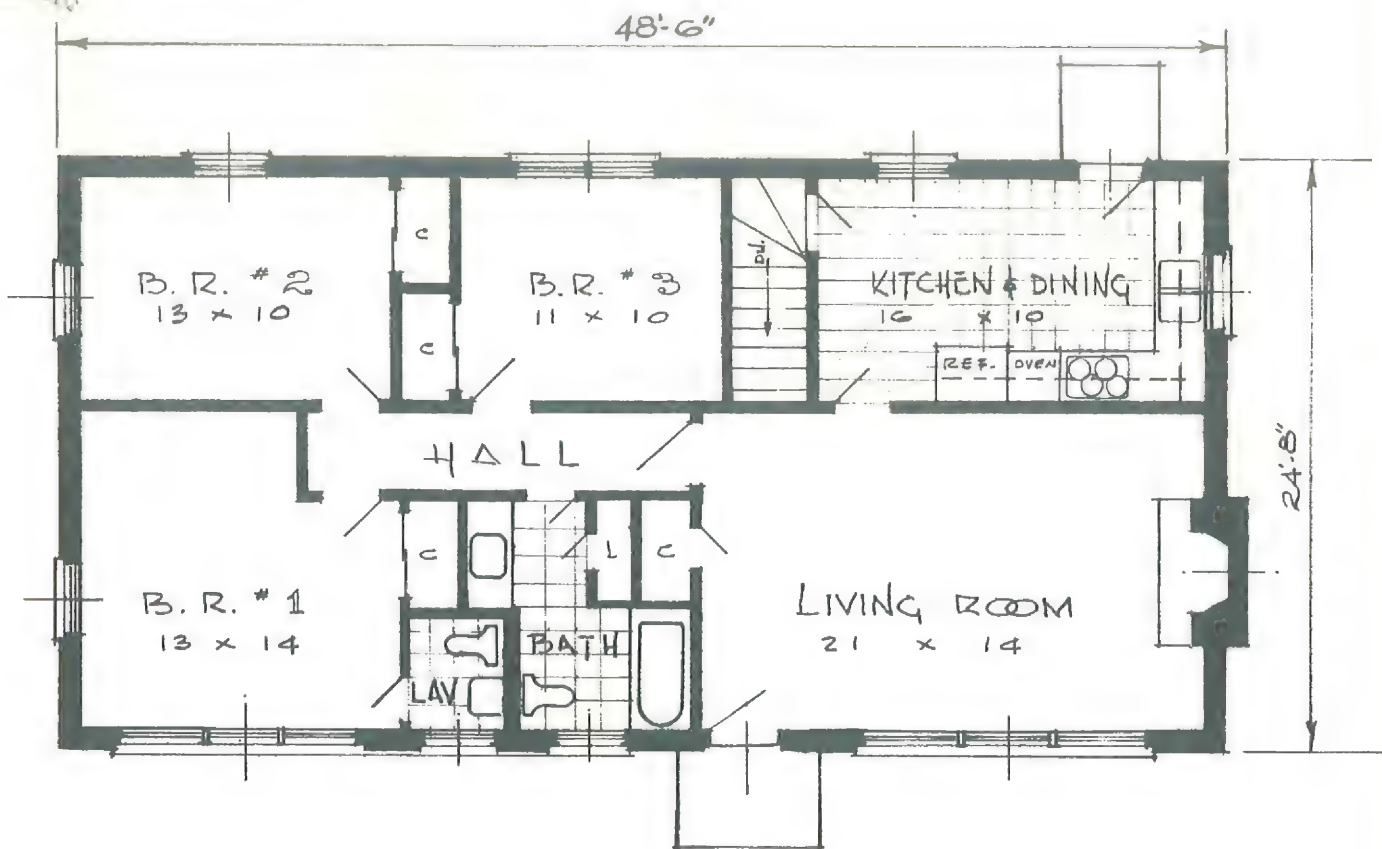 48'-6"
C
B. R. # 2
13 x 10
B. R. # 3
11 x 10
DN.
KITCHEN & DINING
16 x 10
C
REF.
OVEN
HALL
24'-8"
C
L
C
B. R. # 1
13 x 14
LIVING ROOM
21 x 14
BATH
LAV